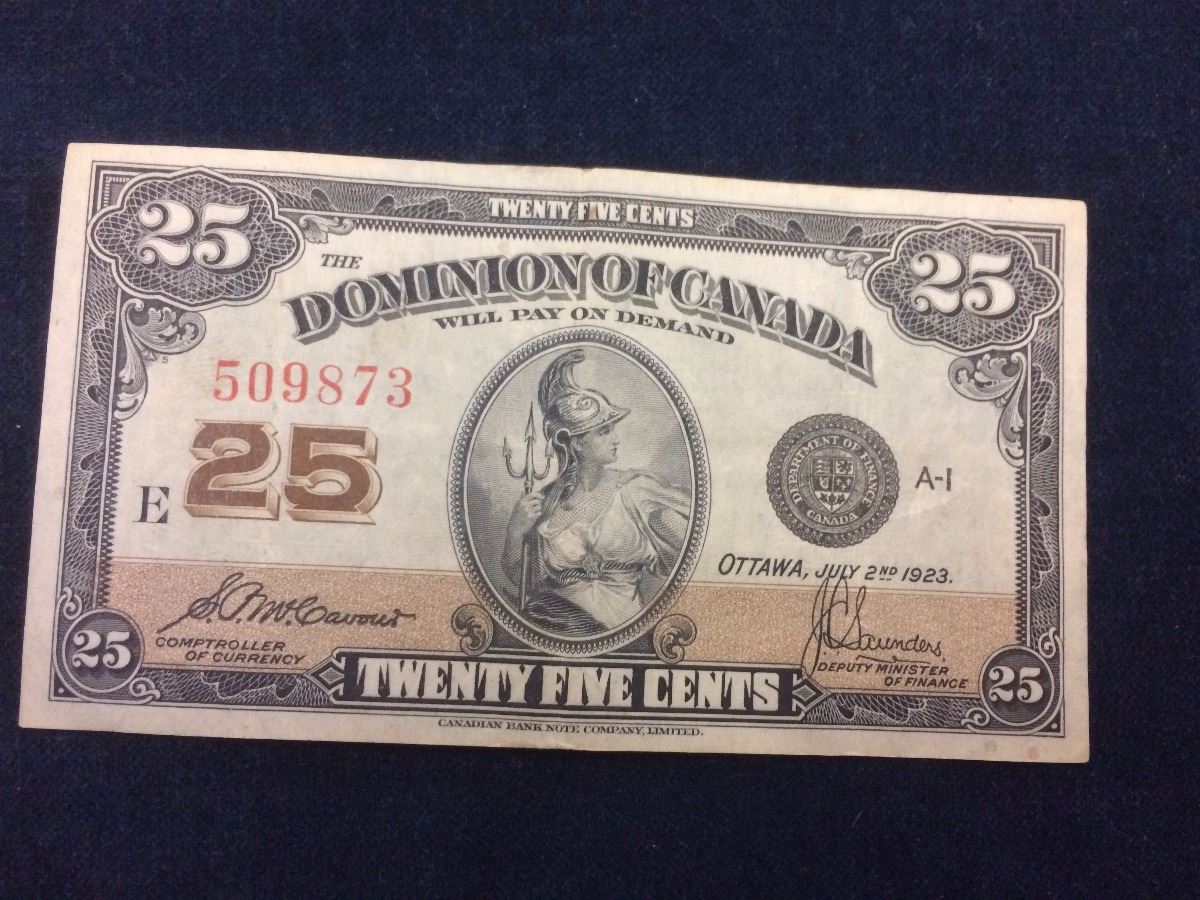 TWENTY FIVE CENTS
25
25
THE
DOMINION OF CANADA
WILL PAY ON DEMAND
509873
25
E
DEPARTMENT OF FINANCE
CANADA
A-1
OTTAWA, JULY 2ND 1923.
COMPTROLLER
OF CURRENCY
J.C. Saunders
DEPUTY MINISTER
OF FINANCE
25
25
TWENTY FIVE CENTS
CANADIAN BANK NOTE COMPANY, LIMITED.